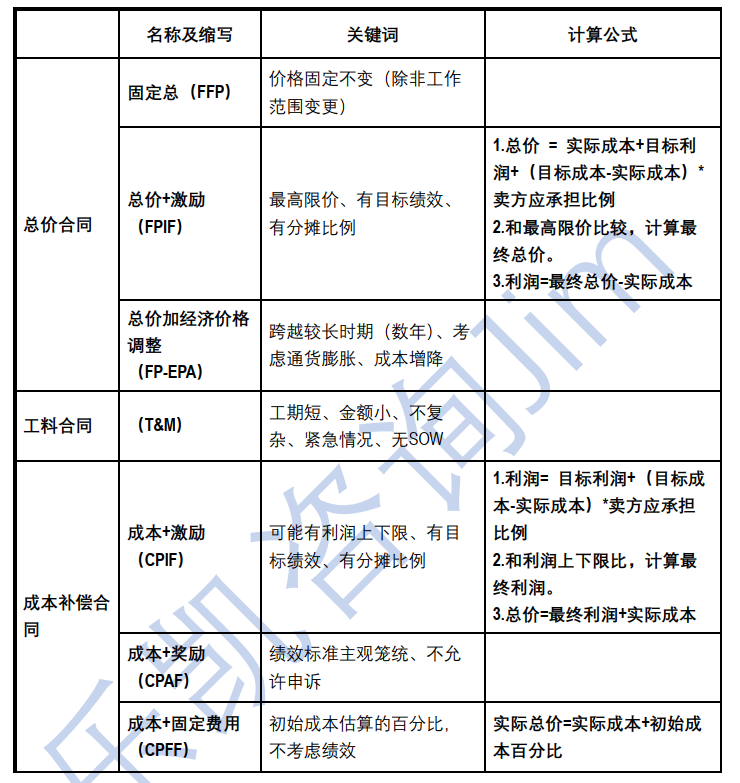 名称及缩写 关键词 计算公式
总价合同
固定总（FFP）
价格固定不变（除非工作
范围变更）
总价+激励
（FPIF）
最高限价、有目标绩效、
有分摊比例
1.总价 = 实际成本+目标利
润+（目标成本-实际成本）*
卖方应承担比例
2.和最高限价比较，计算最
终总价。
3.利润=最终总价-实际成本
总价加经济价格
调整
（FP-EPA）
跨越较长时期（数年）、考
虑通货膨胀、成本增降
工料合同
（T&M）
工期短、金额小、不复
杂、紧急情况、无SOW
成本补偿合
同
成本+激励
（CPIF）
可能有利润上下限、有目
标绩效、有分摊比例
1.利润= 目标利润+（目标成
本-实际成本）*卖方应承担
比例
2.和利润上下限比，计算最
终利润。
3.总价=最终利润+实际成本
成本+奖励
（CPAF）
绩效标准主观笼统、不允
许申诉
成本+固定费用
（CPFF）
初始成本估算的百分比，
不考虑绩效
实际总价=实际成本+初始成
本百分比
乐凯咨询Jim